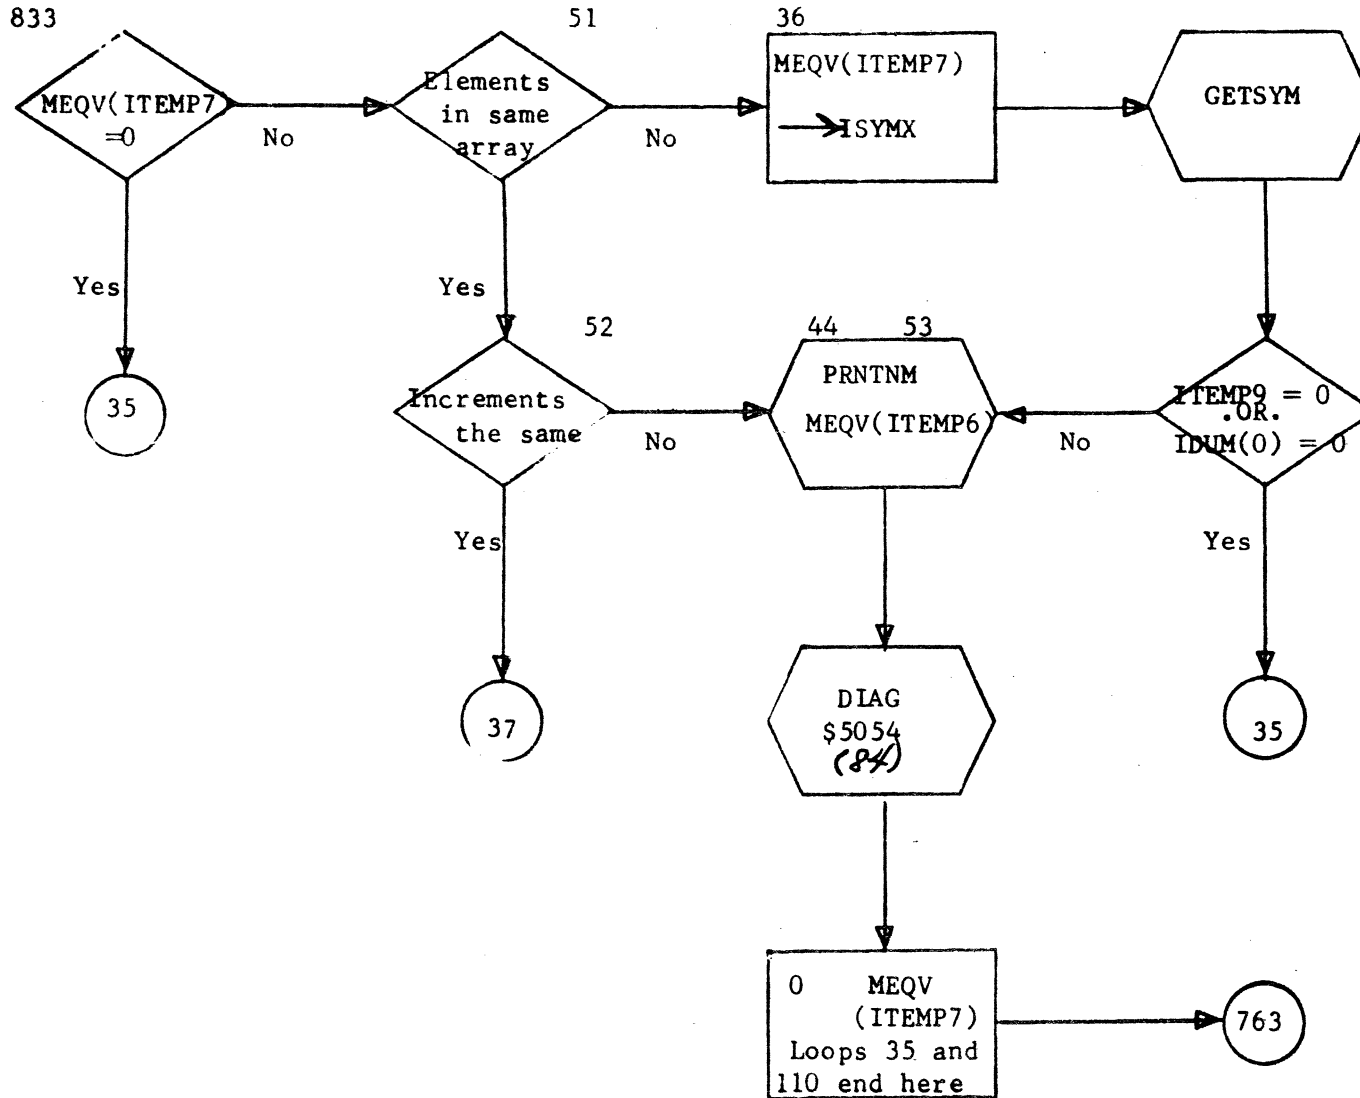 833
51
36
MEQV(ITEMP7
=0
No
Elements
in same
array
No
MEQV(ITEMP7)
ISYMX
GETSYM
Yes
Yes
35
52
Increments
the same
No
44 53
PRNTNM
MEQV(ITEMP6)
No
ITEMP9 = 0
.OR.
IDUM(0) = 0
Yes
Yes
37
DIAG
$5054
(84)
35
0 MEQV
(ITEMP7)
Loops 35 and
110 end here
763